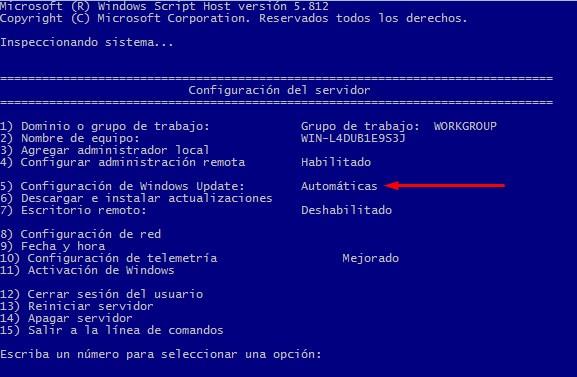 Microsoft (R) Windows Script Host versión 5.812
Copyright (C) Microsoft Corporation. Reservados todos los derechos.
Inspeccionando sistema...
===============================================================================
Configuración del servidor
===============================================================================
1) Dominio o grupo de trabajo: Grupo de trabajo: WORKGROUP
2) Nombre de equipo: WIN-L4DUB1E9S3J
3) Agregar administrador local
4) Configurar administración remota Habilitado
5) Configuración de Windows Update: Automáticas
6) Descargar e instalar actualizaciones
7) Escritorio remoto: Deshabilitado
8) Configuración de red
9) Fecha y hora
10) Configuración de telemetría Mejorado
11) Activación de Windows
12) Cerrar sesión del usuario
13) Reiniciar servidor
14) Apagar servidor
15) Salir a la línea de comandos
Escriba un número para seleccionar una opción: